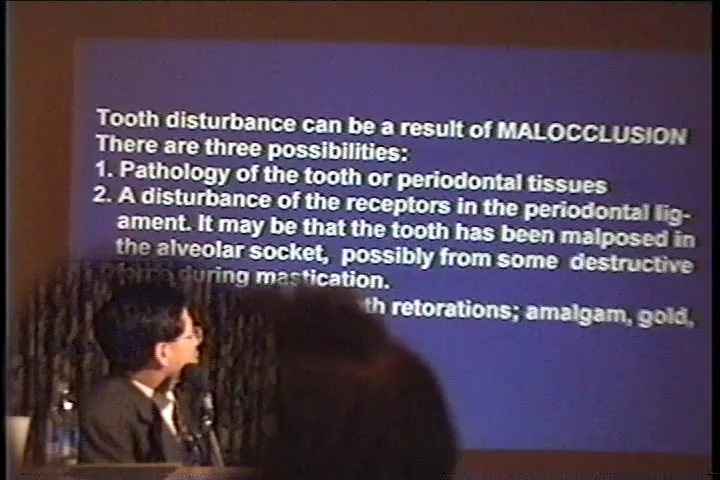 Tooth disturbance can be a result of MALOCCLUSION
There are three possibilities:
1. Pathology of the tooth or periodontal tissues
2. A disturbance of the receptors in the periodontal lig-
ament. It may be that the tooth has been malposed in
the alveolar socket, possibly from some destructive
force during mastication.
retorations; amalgam, gold,